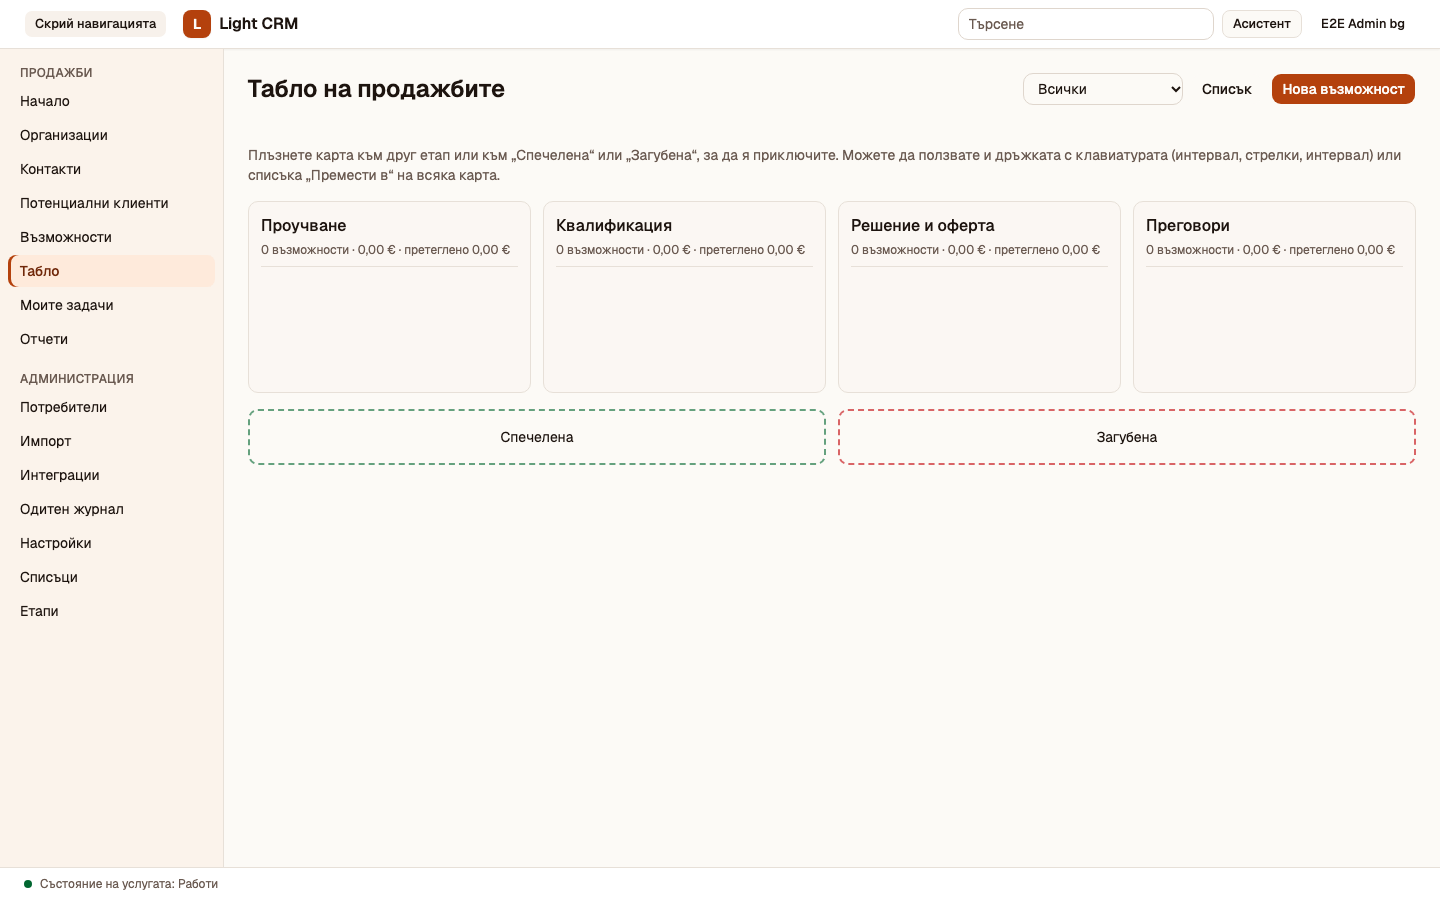 Скрий навигацията
L
Light CRM
Търсене
Асистент
E2E Admin bg
ПРОДАЖБИ
Начало
Организации
Контакти
Потенциални клиенти
Възможности
Табло
Моите задачи
Отчети
АДМИНИСТРАЦИЯ
Потребители
Импорт
Интеграции
Одитен журнал
Настройки
Списъци
Етапи
Табло на продажбите
Всички
Списък
Нова възможност
Плъзнете карта към друг етап или към „Спечелена“ или „Загубена“, за да я приключите. Можете да ползвате и дръжката с клавиатурата (интервал, стрелки, интервал) или
списъка „Премести в“ на всяка карта.
Проучване
0 възможности · 0,00 € · претеглено 0,00 €
Квалификация
0 възможности · 0,00 € · претеглено 0,00 €
Решение и оферта
0 възможности · 0,00 € · претеглено 0,00 €
Преговори
0 възможности · 0,00 € · претеглено 0,00 €
Спечелена
Загубена
Състояние на услугата: Работи